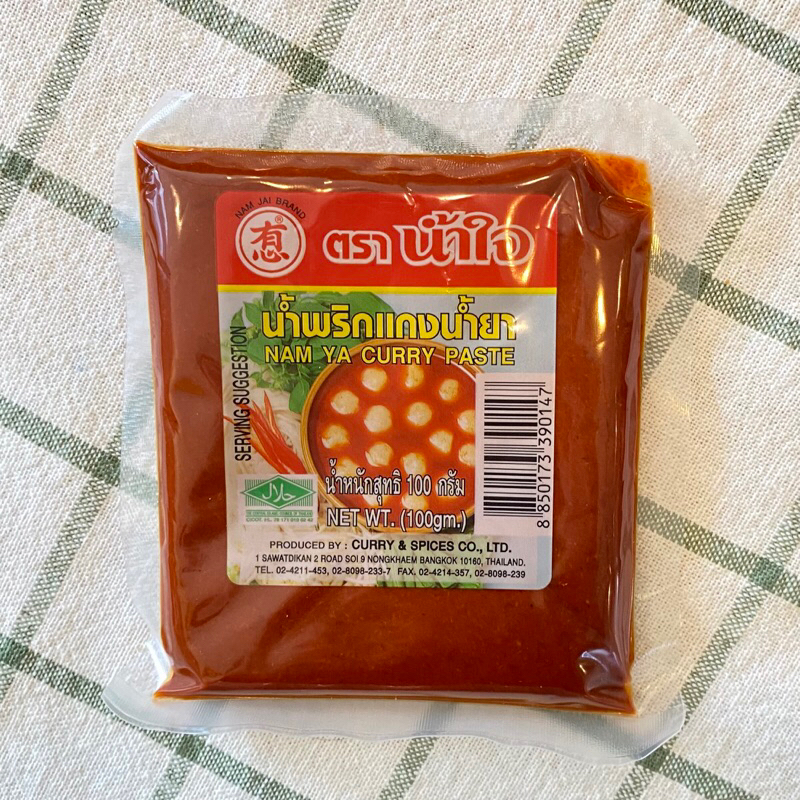 NAM JAI BRAND
®
ตรา น้ำใจ
น้ำพริกแกงน้ำยา
NAM YA CURRY PASTE
SERVING SUGGESTION
8 850173 390147
حلال
น้ำหนักสุทธิ 100 กรัม
NET WT. (100gm.)
PRODUCED BY : CURRY & SPICES CO., LTD.
1 SAWATDIKAN 2 ROAD SOI 9 NONGKHAEM BANGKOK 10160, THAILAND.
TEL. 02-4211-453, 02-8098-233-7 FAX. 02-4214-357, 02-8098-239